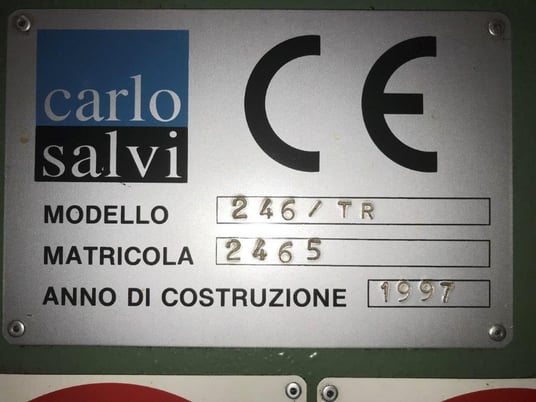 carlo
salvi
CE
MODELLO 246/TR
MATRICOLA 2465
ANNO DI COSTRUZIONE 1997